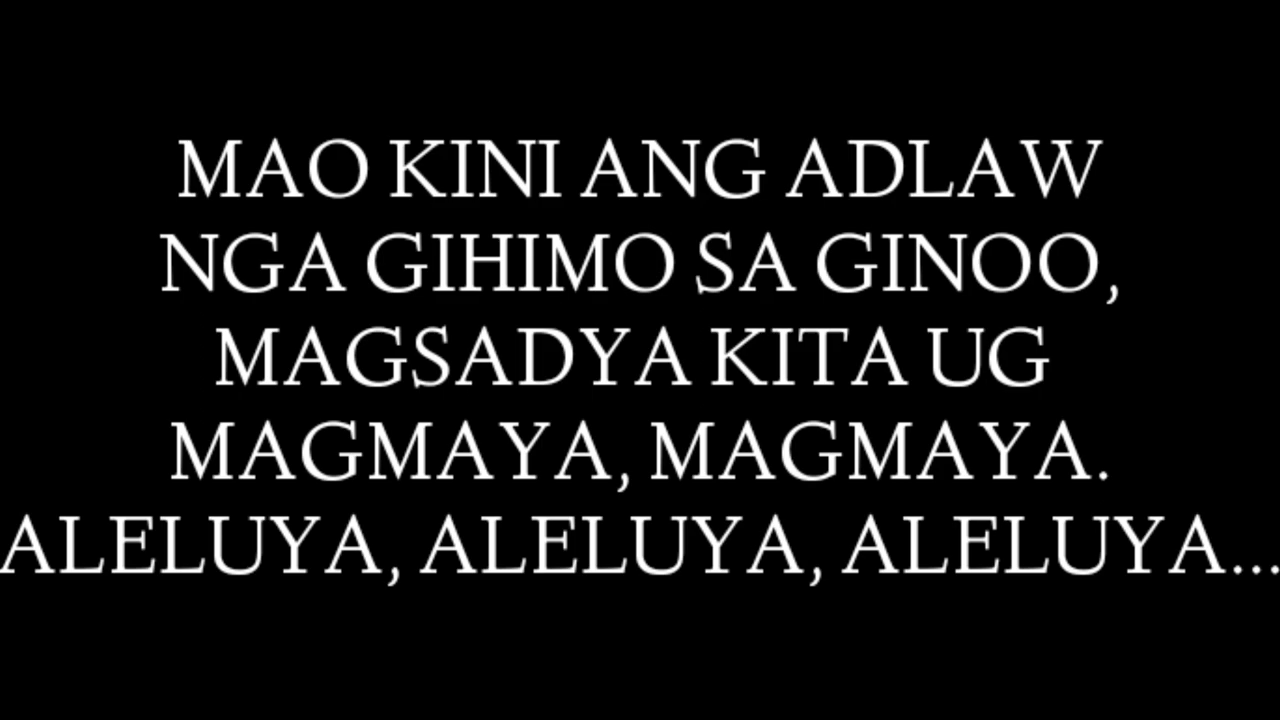 MAO KINI ANG ADLAW
NGA GIHIMO SA GINOO,
MAGSADYA KITA UG
MAGMAYA, MAGMAYA.
ALELUYA, ALELUYA, ALELUYA...